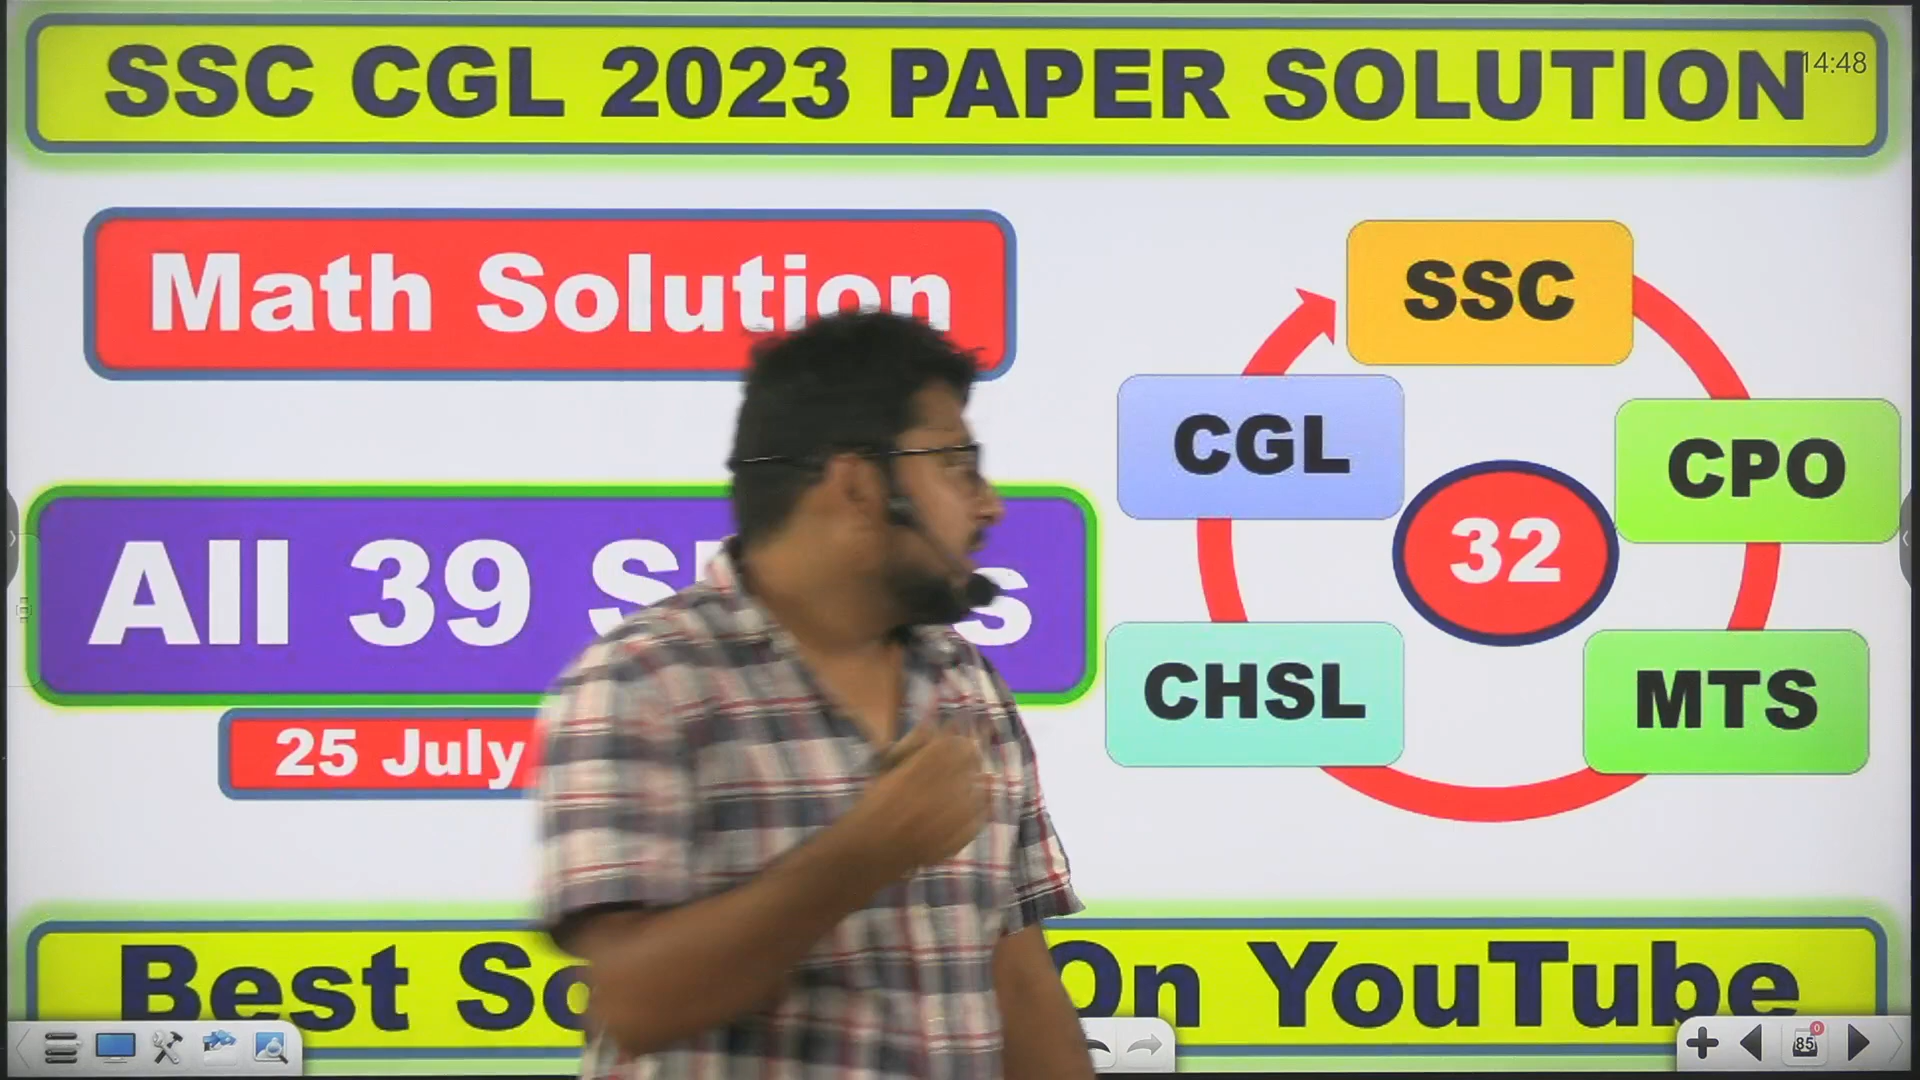 SSC CGL 2023 PAPER SOLUTION
14:48
Math Solution
SSC
CGL
CPO
32
All 39
CHSL
MTS
25 July
Best
On YouTube
0
85